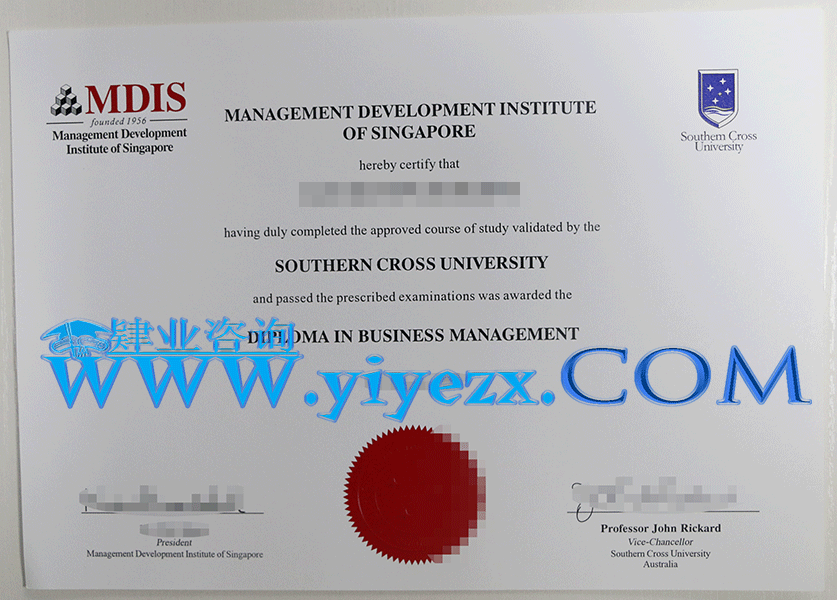 MDIS
founded 1956
Management Development
Institute of Singapore
Southern Cross
University
MANAGEMENT DEVELOPMENT INSTITUTE
OF SINGAPORE
hereby certify that
having duly completed the approved course of study validated by the
SOUTHERN CROSS UNIVERSITY
and passed the prescribed examinations was awarded the
DIPLOMA IN BUSINESS MANAGEMENT
肆业咨询
www.yiyezx.COM
President
Management Development Institute of Singapore
Professor John Rickard
Vice-Chancellor
Southern Cross University
Australia